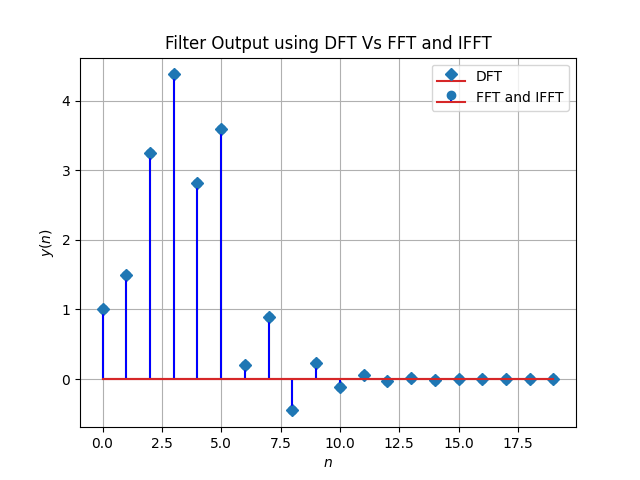 Filter Output using DFT Vs FFT and IFFT
DFT
FFT and IFFT
y(n)
4
3
2
1
0
0.0 2.5 5.0 7.5 10.0 12.5 15.0 17.5
n